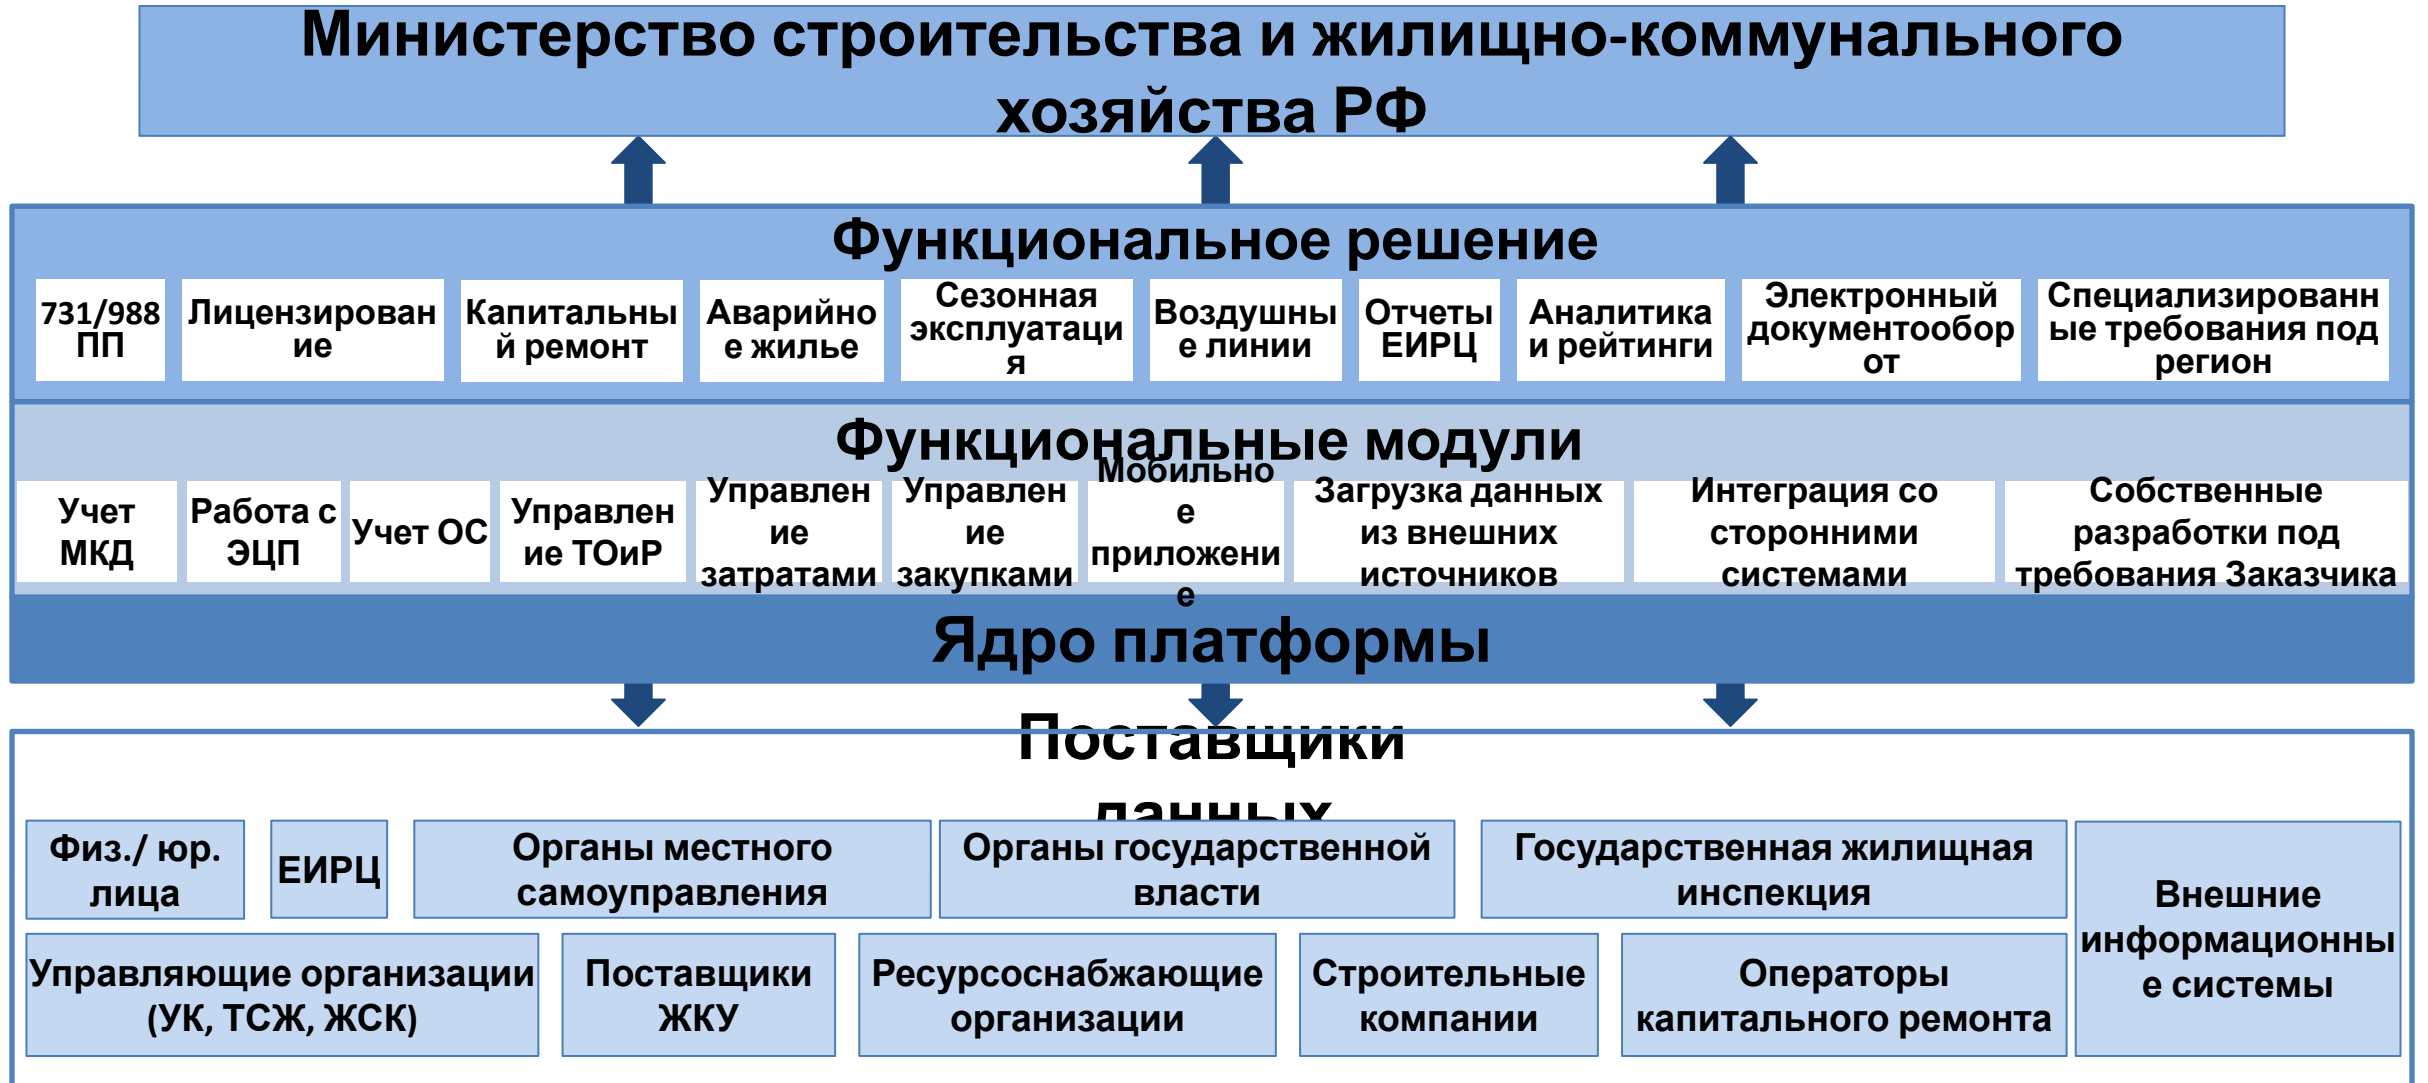 Министерство строительства и жилищно-коммунального
хозяйства РФ
Функциональное решение
731/988
ПП
Лицензирован
ие
Капитальны
й ремонт
Аварийно
е жилье
Сезонная
эксплуатаци
я
Воздушны
е линии
Отчеты
ЕИРЦ
Аналитика
и рейтинги
Электронный
документообор
от
Специализированн
ые требования под
регион
Функциональные модули
Учет
МКД
Работа с
ЭЦП
Учет ОС
Управлен
ие ТОиР
Управлен
ие
затратами
Управлен
ие
закупками
Мобильно
е
приложени
е
Загрузка данных
из внешних
источников
Интеграция со
сторонними
системами
Собственные
разработки под
требования Заказчика
Ядро платформы
Поставщики
данных
Физ./ юр.
лица
ЕИРЦ
Органы местного
самоуправления
Органы государственной
власти
Государственная жилищная
инспекция
Внешние
информационны
е системы
Управляющие организации
(УК, ТСЖ, ЖСК)
Поставщики
ЖКУ
Ресурсоснабжающие
организации
Строительные
компании
Операторы
капитального ремонта